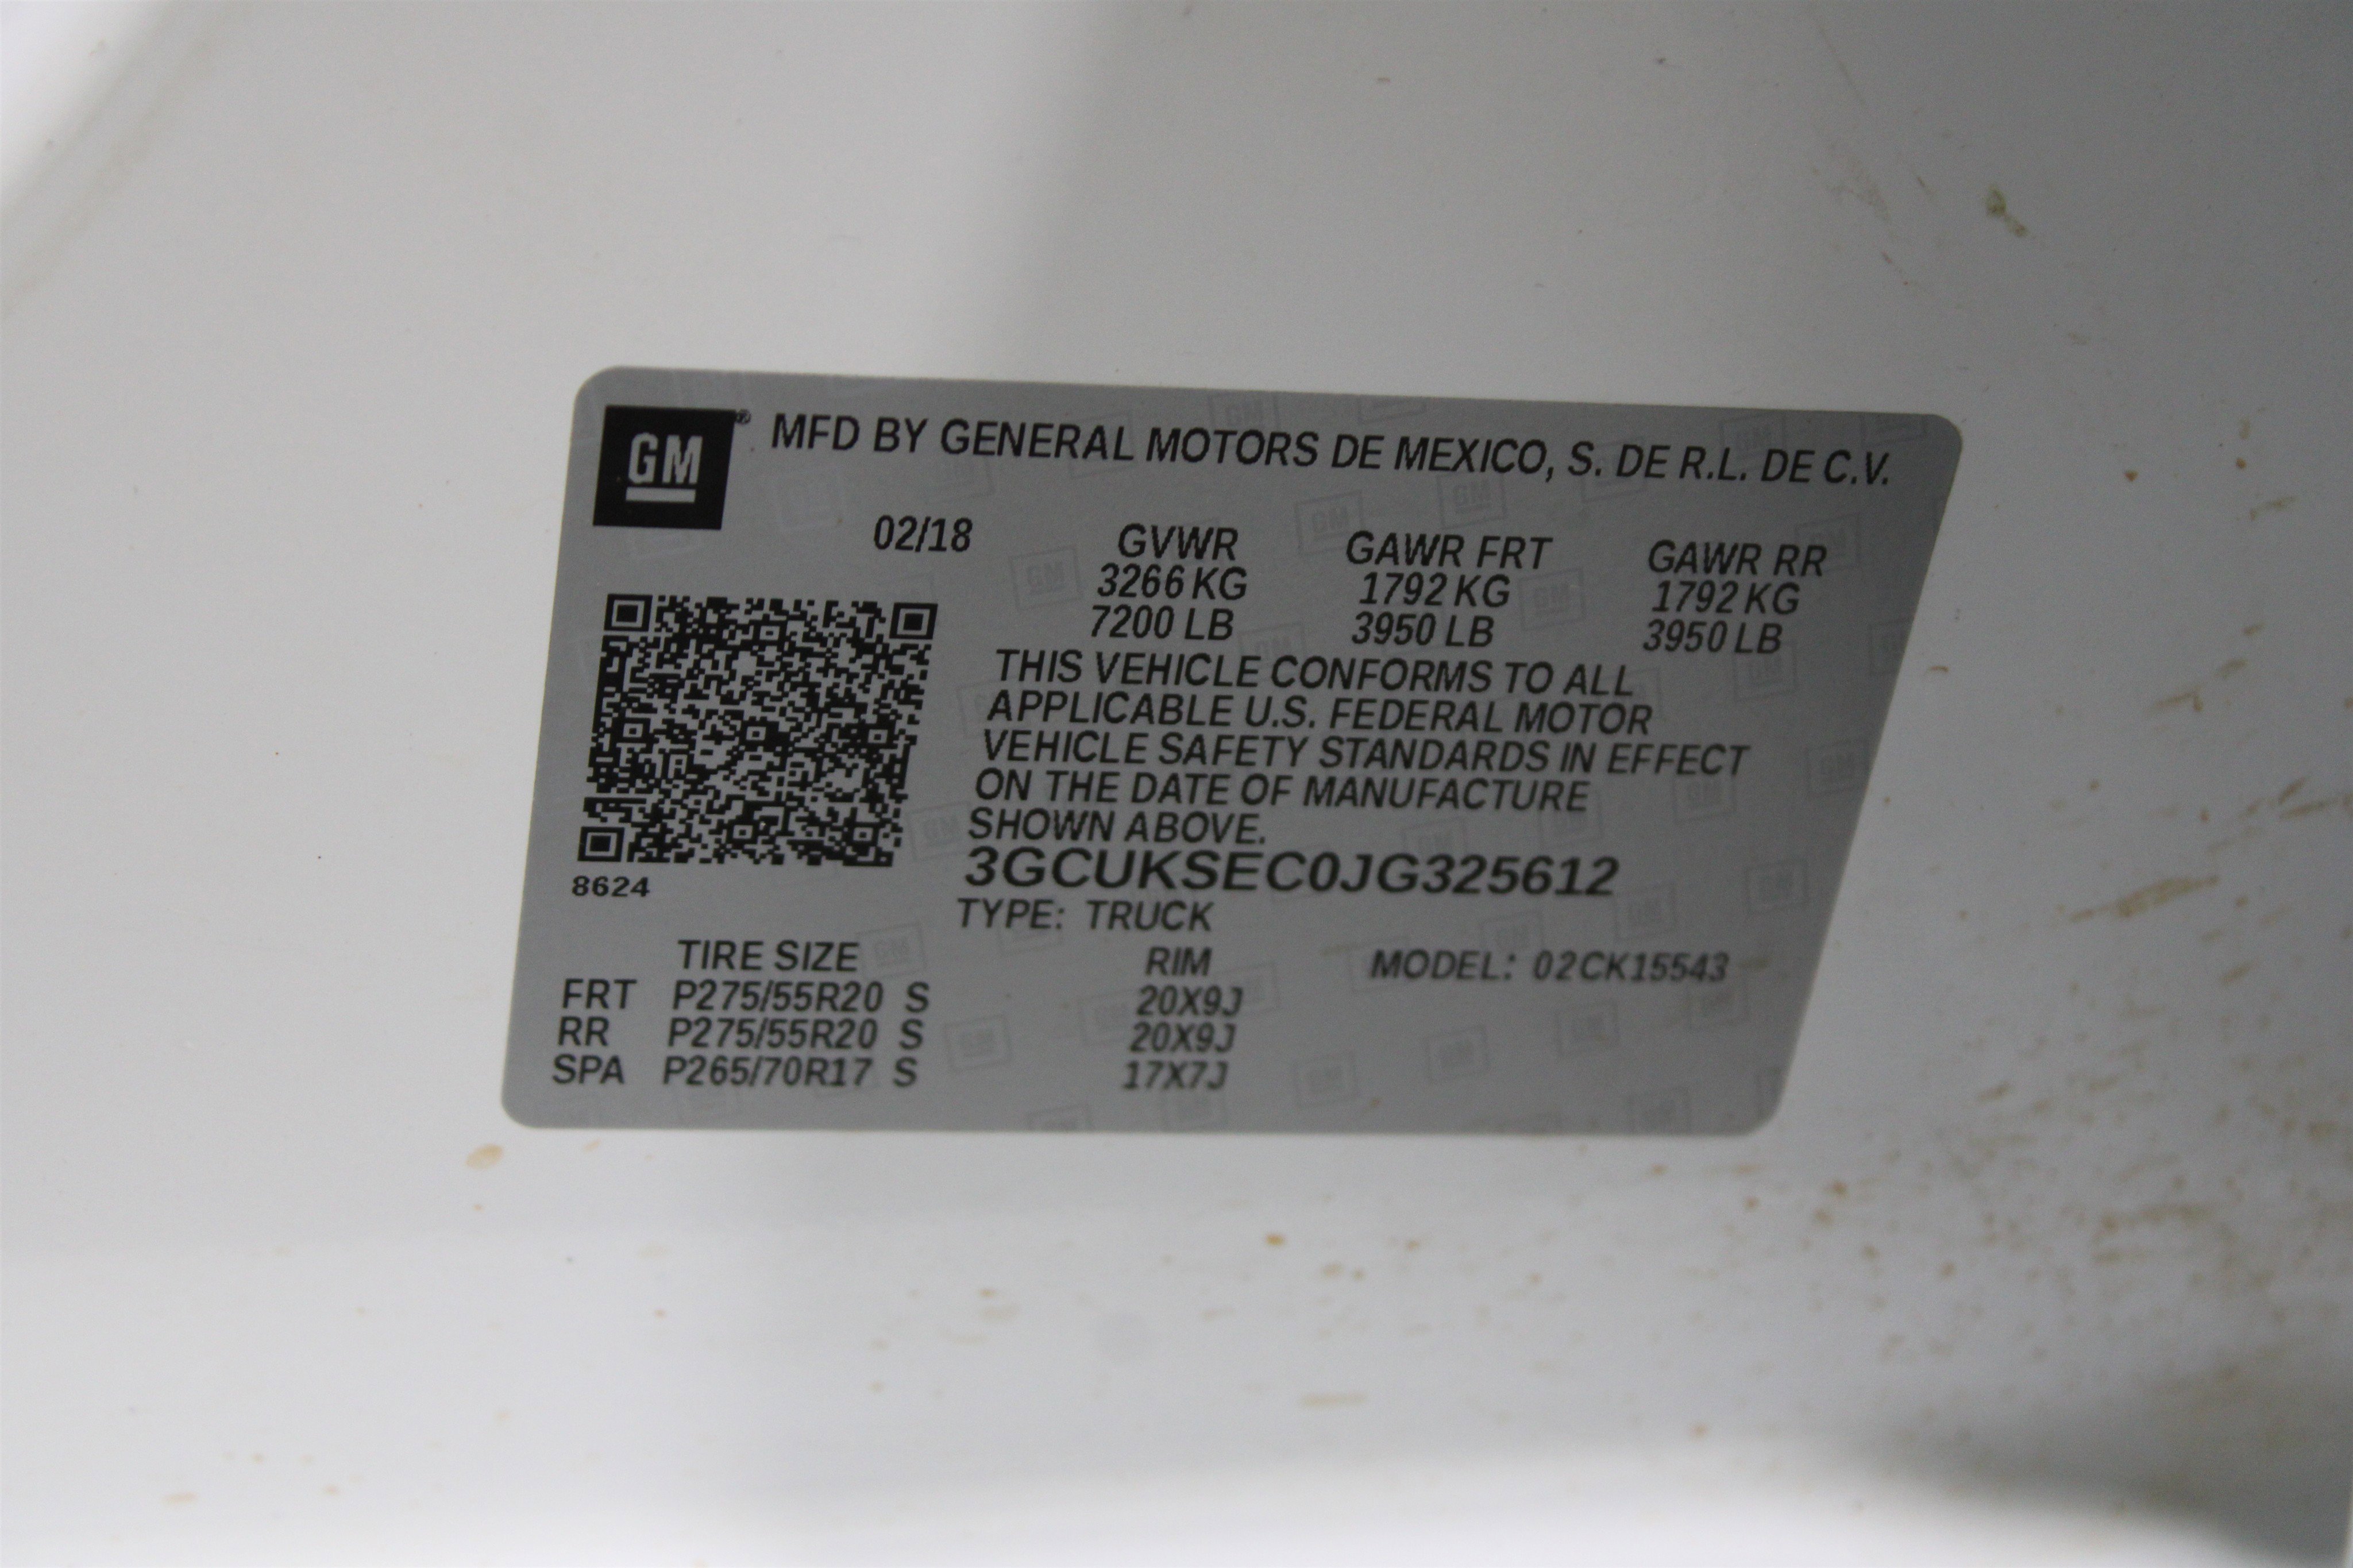 GM ® MFD BY GENERAL MOTORS DE MEXICO, S. DE R.L. DE C.V.
02/18 GVWR GAWR FRT GAWR RR
3266 KG 1792 KG 1792 KG
7200 LB 3950 LB 3950 LB
THIS VEHICLE CONFORMS TO ALL
APPLICABLE U.S. FEDERAL MOTOR
VEHICLE SAFETY STANDARDS IN EFFECT
ON THE DATE OF MANUFACTURE
SHOWN ABOVE.
3GCUKSEC0JG325612
8624
TYPE: TRUCK
TIRE SIZE RIM MODEL: 02CK15543
FRT P275/55R20 S 20X9J
RR P275/55R20 S 20X9J
SPA P265/70R17 S 17X7J